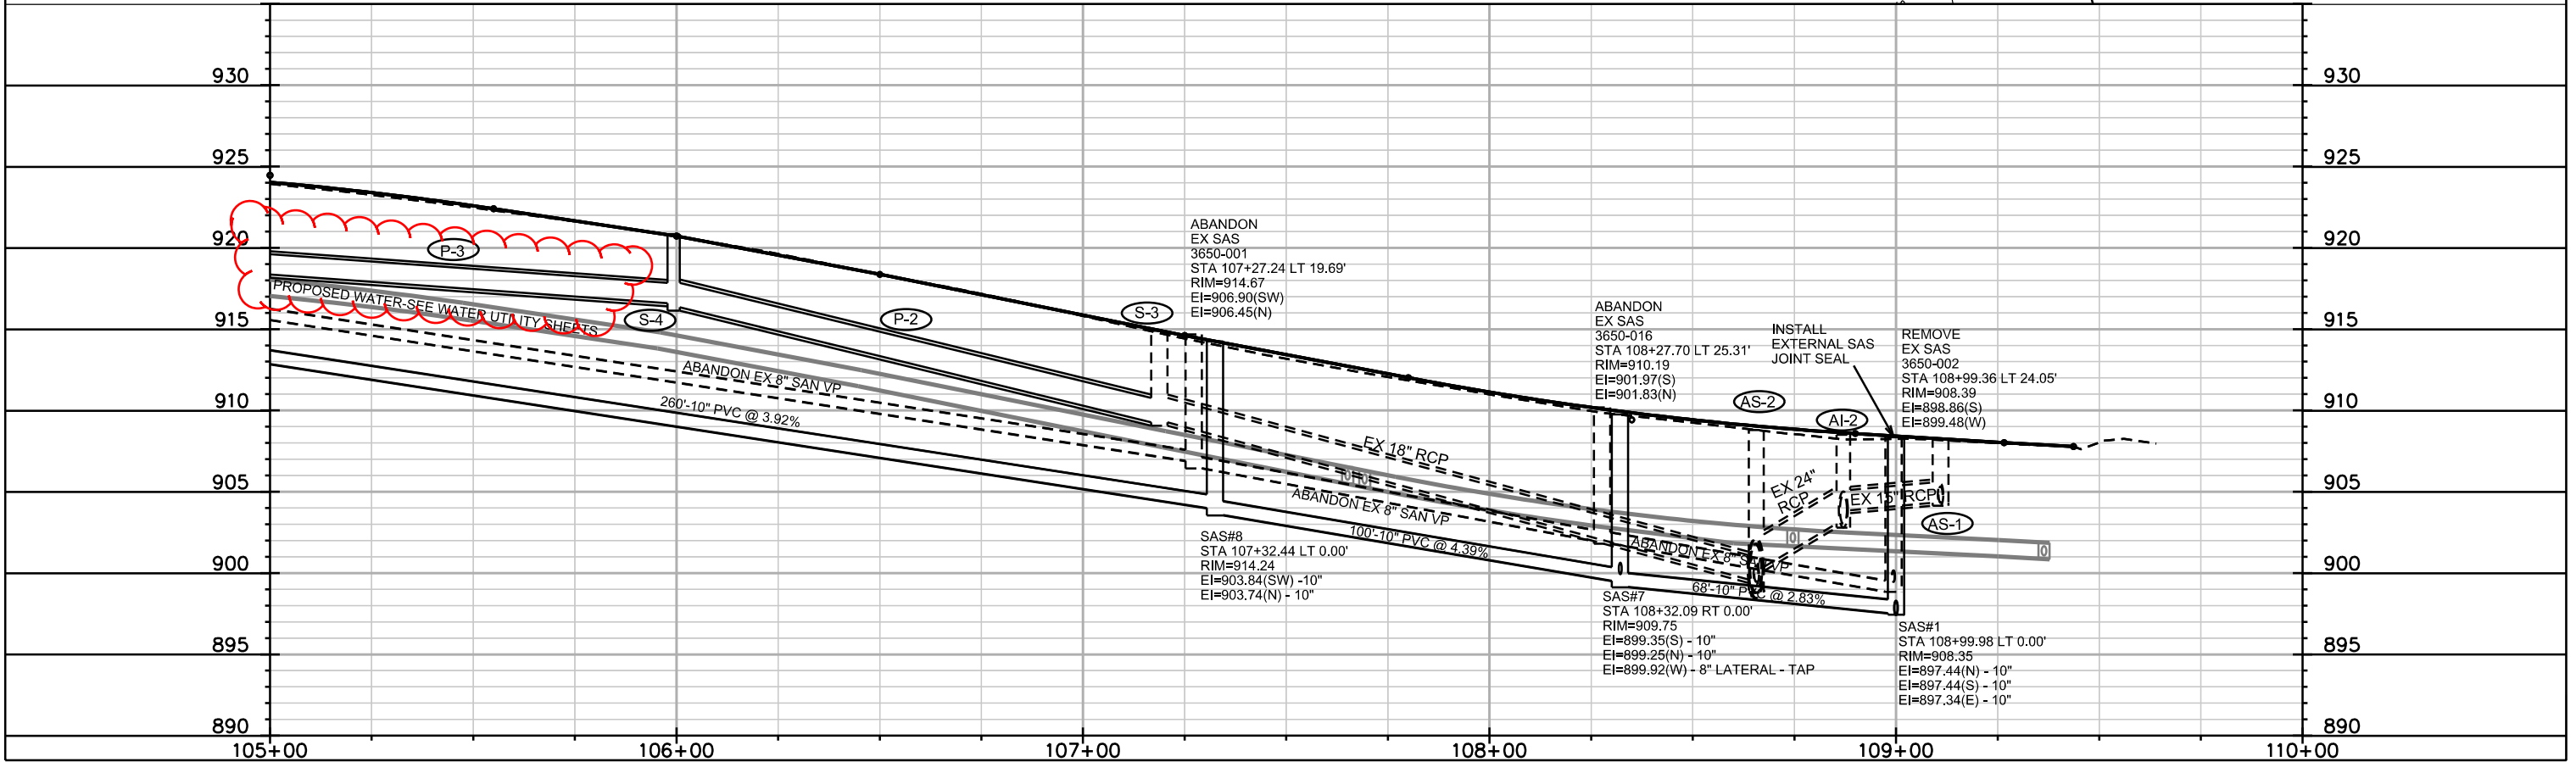 930
930
925
925
920
920
915
915
910
910
905
905
900
900
895
895
890
890
105+00
106+00
107+00
108+00
109+00
110+00
P-3
PROPOSED WATER-SEE WATER UTILITY SHEETS
S-4
P-2
S-3
ABANDON EX 8" SAN VP
260'-10" PVC @ 3.92%
ABANDON
EX SAS
3650-001
STA 107+27.24 LT 19.69'
RIM=914.67
EI=906.90(SW)
EI=906.45(N)
EX 18" RCP
ABANDON EX 8" SAN VP
100'-10" PVC @ 4.39%
SAS#8
STA 107+32.44 LT 0.00'
RIM=914.24
EI=903.84(SW) -10"
EI=903.74(N) - 10"
ABANDON
EX SAS
3650-016
STA 108+27.70 LT 25.31'
RIM=910.19
EI=901.97(S)
EI=901.83(N)
INSTALL
EXTERNAL SAS
JOINT SEAL
REMOVE
EX SAS
3650-002
STA 108+99.36 LT 24.05'
RIM=908.39
EI=898.86(S)
EI=899.48(W)
AS-2
AI-2
EX 24"
RCP
EX 15" RCP
AS-1
ABANDON EX 8" SAN VP
68'-10" PVC @ 2.83%
SAS#7
STA 108+32.09 RT 0.00'
RIM=909.75
EI=899.35(S) - 10"
EI=899.25(N) - 10"
EI=899.92(W) - 8" LATERAL - TAP
SAS#1
STA 108+99.98 LT 0.00'
RIM=908.35
EI=897.44(N) - 10"
EI=897.44(S) - 10"
EI=897.34(E) - 10"